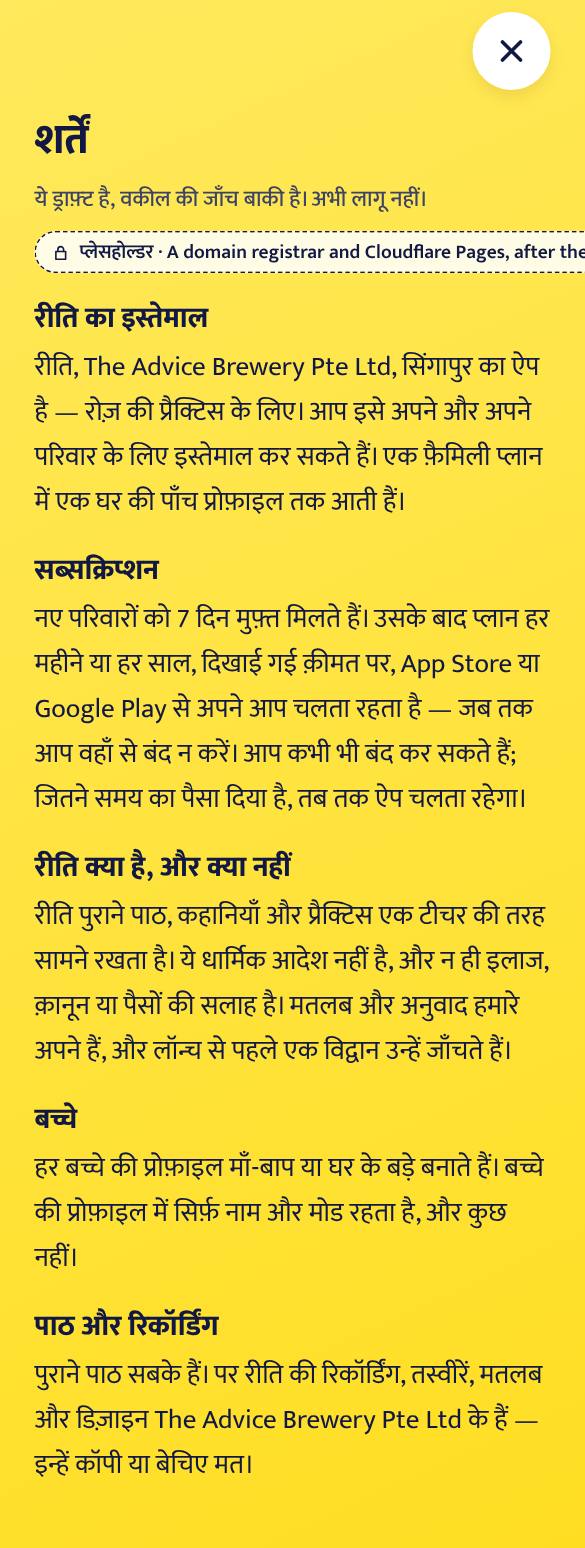 शर्तें
ये ड्राफ़्ट है, वकील की जाँच बाकी है। अभी लागू नहीं।
प्लेसहोल्डर · A domain registrar and Cloudflare Pages, after the
रीति का इस्तेमाल
रीति, The Advice Brewery Pte Ltd, सिंगापुर का ऐप
है — रोज़ की प्रैक्टिस के लिए। आप इसे अपने और अपने
परिवार के लिए इस्तेमाल कर सकते हैं। एक फ़ैमिली प्लान
में एक घर की पाँच प्रोफ़ाइल तक आती हैं।
सब्सक्रिप्शन
नए परिवारों को 7 दिन मुफ़्त मिलते हैं। उसके बाद प्लान हर
महीने या हर साल, दिखाई गई क़ीमत पर, App Store या
Google Play से अपने आप चलता रहता है — जब तक
आप वहाँ से बंद न करें। आप कभी भी बंद कर सकते हैं;
जितने समय का पैसा दिया है, तब तक ऐप चलता रहेगा।
रीति क्या है, और क्या नहीं
रीति पुराने पाठ, कहानियाँ और प्रैक्टिस एक टीचर की तरह
सामने रखता है। ये धार्मिक आदेश नहीं है, और न ही इलाज,
क़ानून या पैसों की सलाह है। मतलब और अनुवाद हमारे
अपने हैं, और लॉन्च से पहले एक विद्वान उन्हें जाँचते हैं।
बच्चे
हर बच्चे की प्रोफ़ाइल माँ-बाप या घर के बड़े बनाते हैं। बच्चे
की प्रोफ़ाइल में सिर्फ़ नाम और मोड रहता है, और कुछ
नहीं।
पाठ और रिकॉर्डिंग
पुराने पाठ सबके हैं। पर रीति की रिकॉर्डिंग, तस्वीरें, मतलब
और डिज़ाइन The Advice Brewery Pte Ltd के हैं —
इन्हें कॉपी या बेचिए मत।